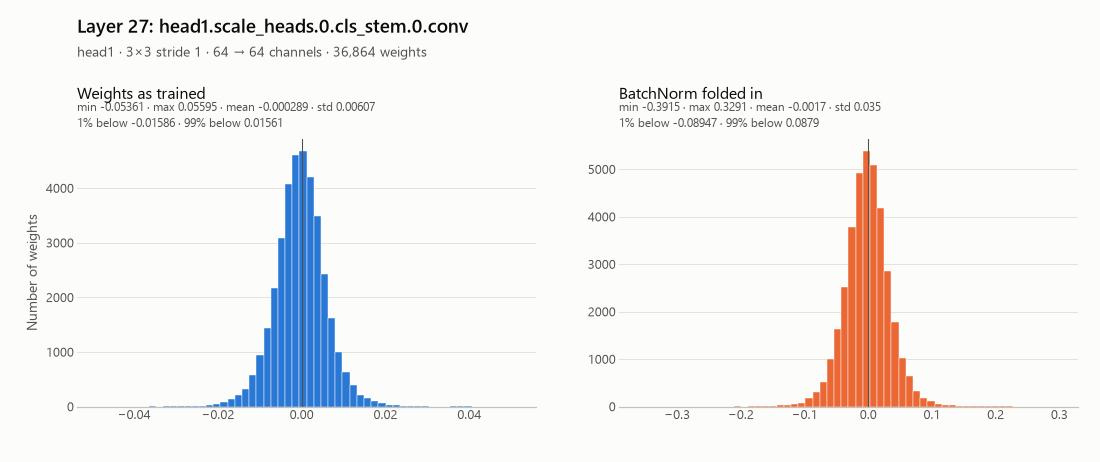 Layer 27: head1.scale_heads.0.cls_stem.0.conv
head1 · 3×3 stride 1 · 64 → 64 channels · 36,864 weights
Weights as trained
min -0.05361 · max 0.05595 · mean -0.000289 · std 0.00607
1% below -0.01586 · 99% below 0.01561
Number of weights
4000
3000
2000
1000
0
−0.04 −0.02 0.00 0.02 0.04
BatchNorm folded in
min -0.3915 · max 0.3291 · mean -0.0017 · std 0.035
1% below -0.08947 · 99% below 0.0879
5000
4000
3000
2000
1000
0
−0.3 −0.2 −0.1 0.0 0.1 0.2 0.3